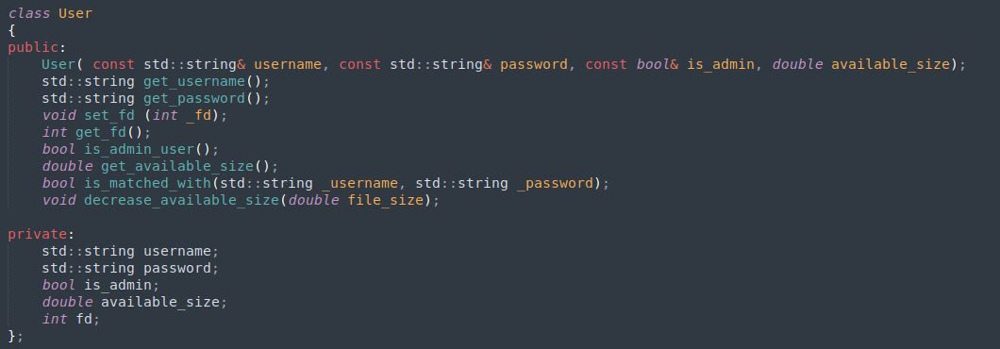 class User
{
public:
    User( const std::string& username, const std::string& password, const bool& is_admin, double available_size);
    std::string get_username();
    std::string get_password();
    void set_fd (int _fd);
    int get_fd();
    bool is_admin_user();
    double get_available_size();
    bool is_matched_with(std::string _username, std::string _password);
    void decrease_available_size(double file_size);

private:
    std::string username;
    std::string password;
    bool is_admin;
    double available_size;
    int fd;
};